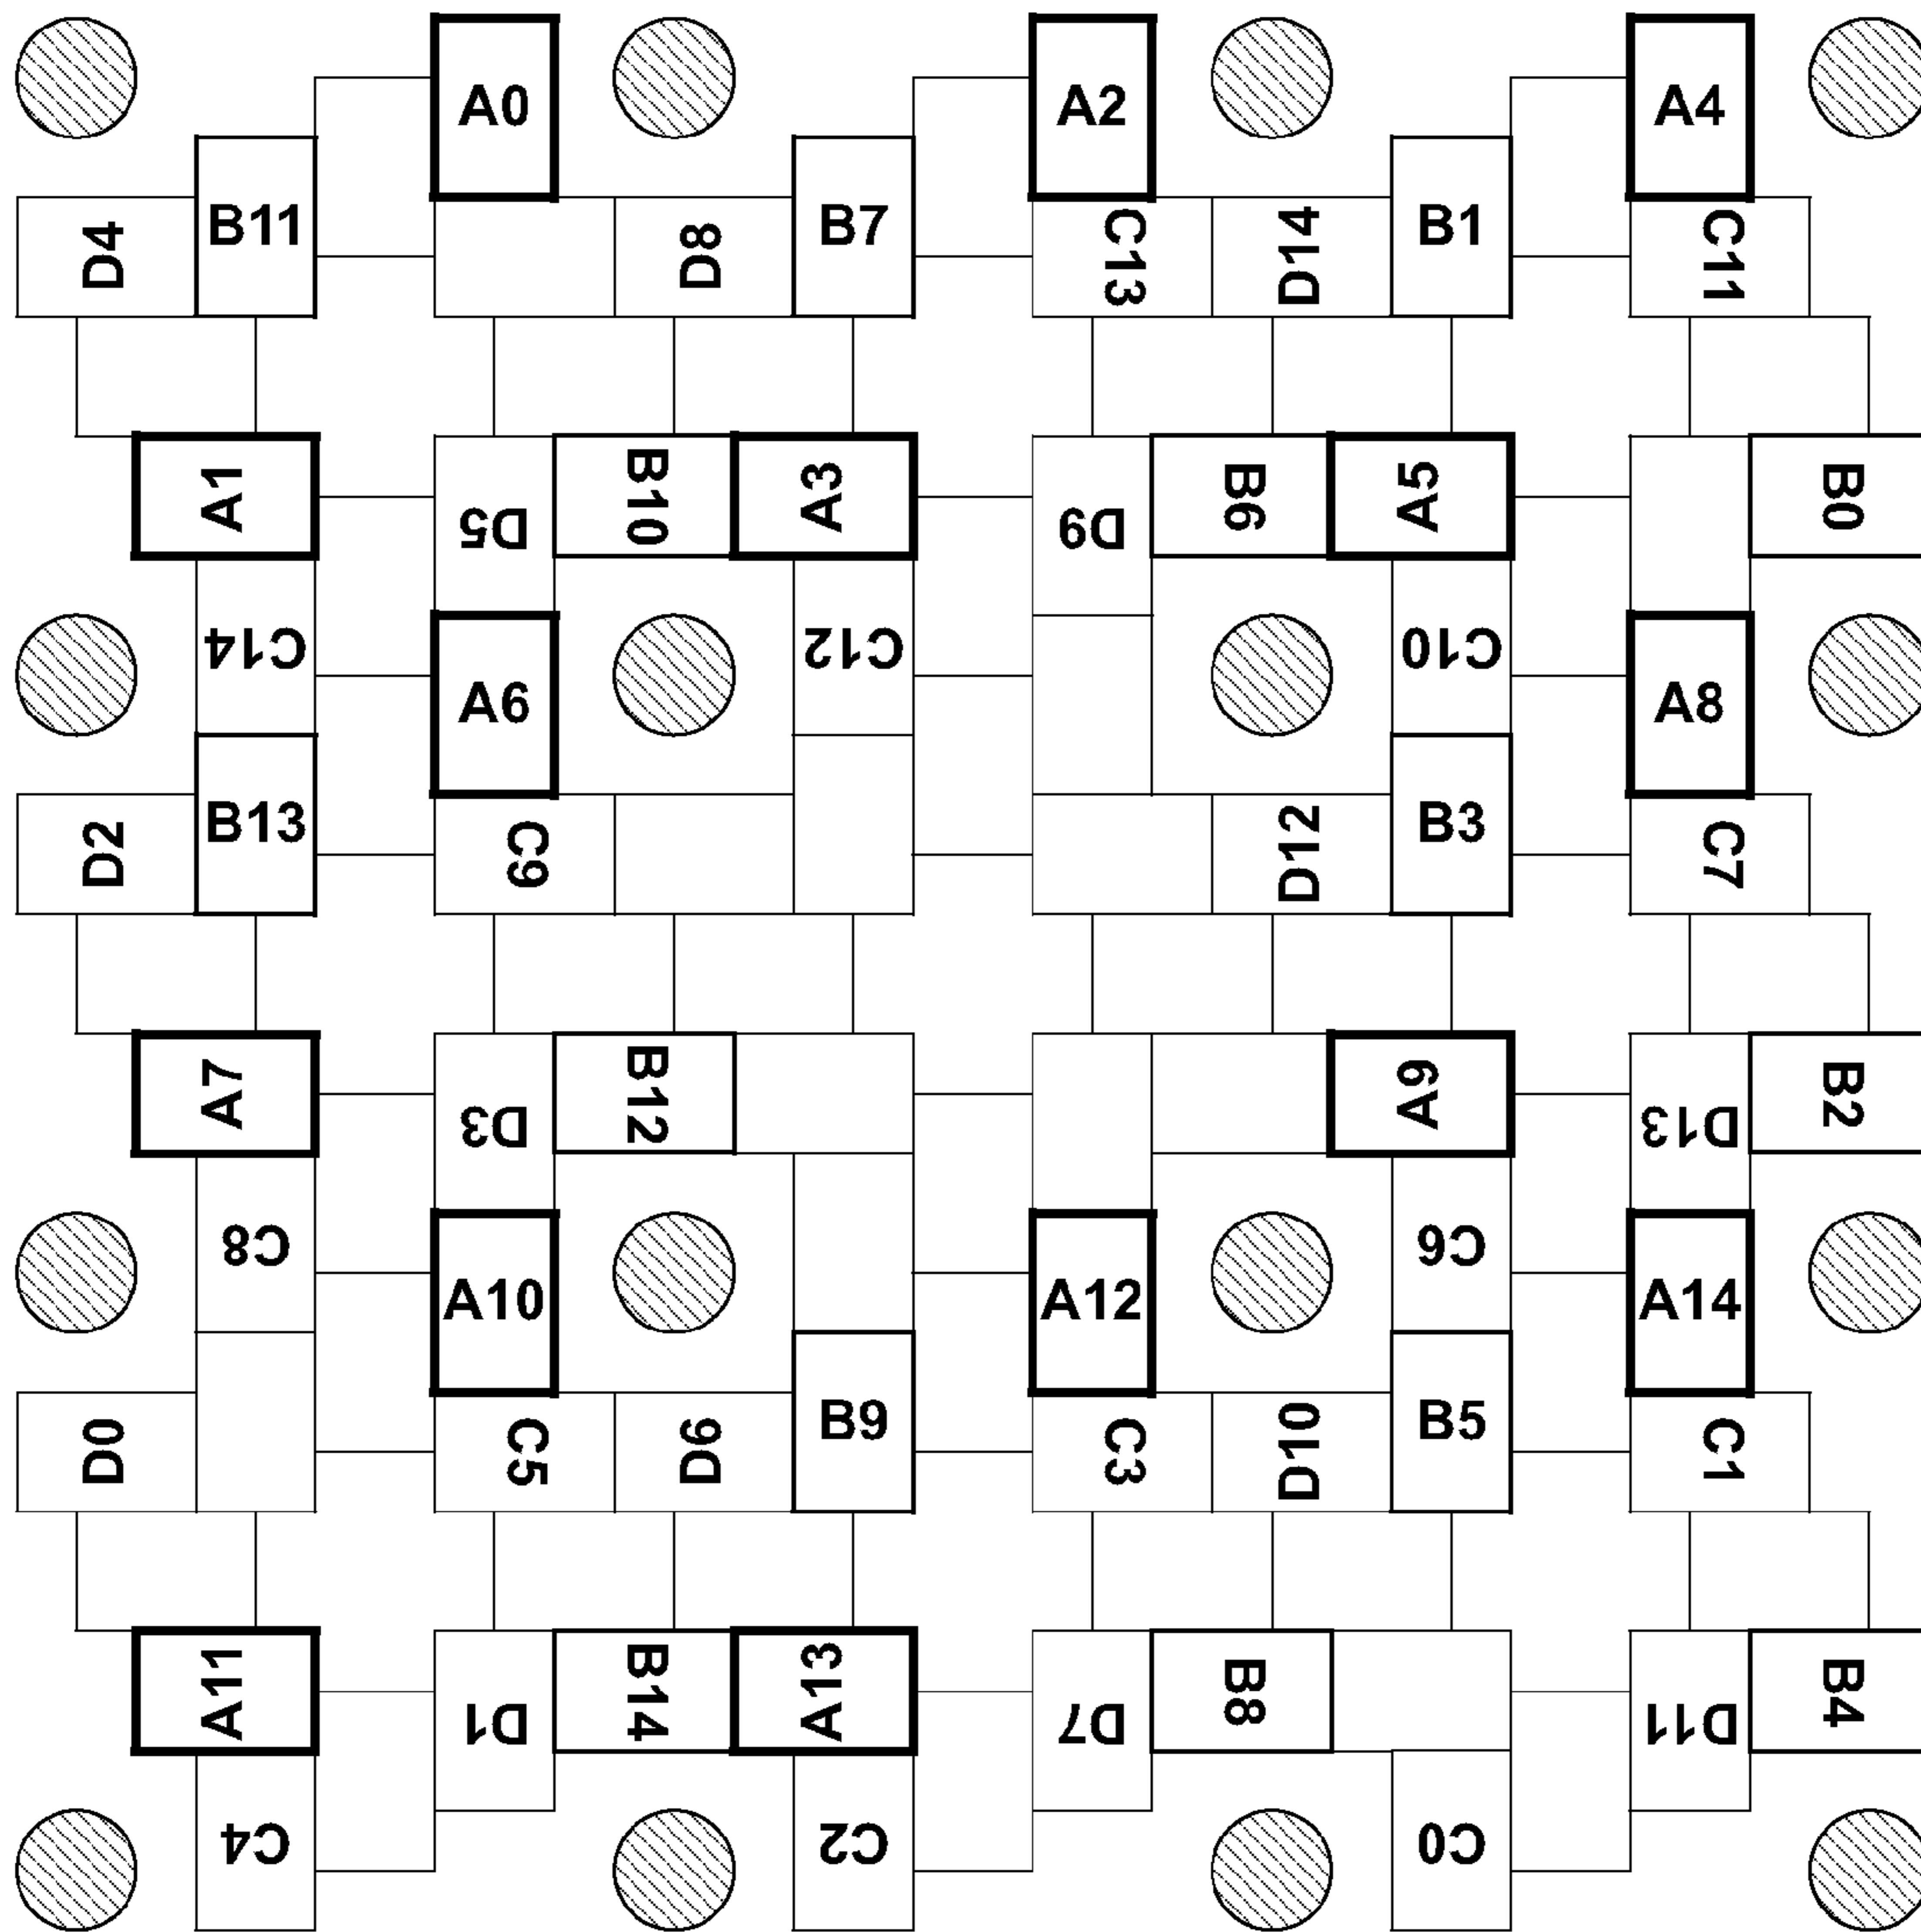 A0 A2 A4
D4 B11 D8 B7 C13 D14 B1 C11
A1 D5 B10 A3 D9 B6 A5 B0
C14 A6 C12 C10 A8
D2 B13 C9 D12 B3 C7
A7 D3 B12 A9 D13 B2
C8 A10 A12 C6 A14
D0 C5 D6 B9 C3 D10 B5 C1
A11 D1 B14 A13 D7 B8 D11 B4
C4 C2 C0